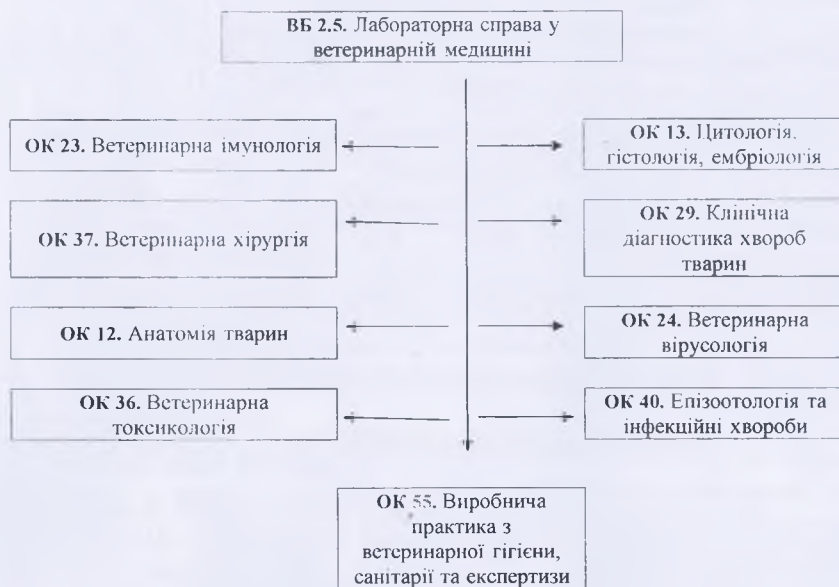 ВБ 2.5. Лабораторна справа у
ветеринарній медицині
ОК 23. Ветеринарна імунологія
ОК 13. Цитологія.
гістологія, ембріологія
ОК 37. Ветеринарна хірургія
ОК 29. Клінічна
діагностика хвороб
тварин
ОК 12. Анатомія тварин
ОК 24. Ветеринарна
вірусологія
ОК 36. Ветеринарна
токсикологія
ОК 40. Епізоотологія та
інфекційні хвороби
ОК 55. Виробнича
практика з
ветеринарної гігієни,
санітарії та експертизи